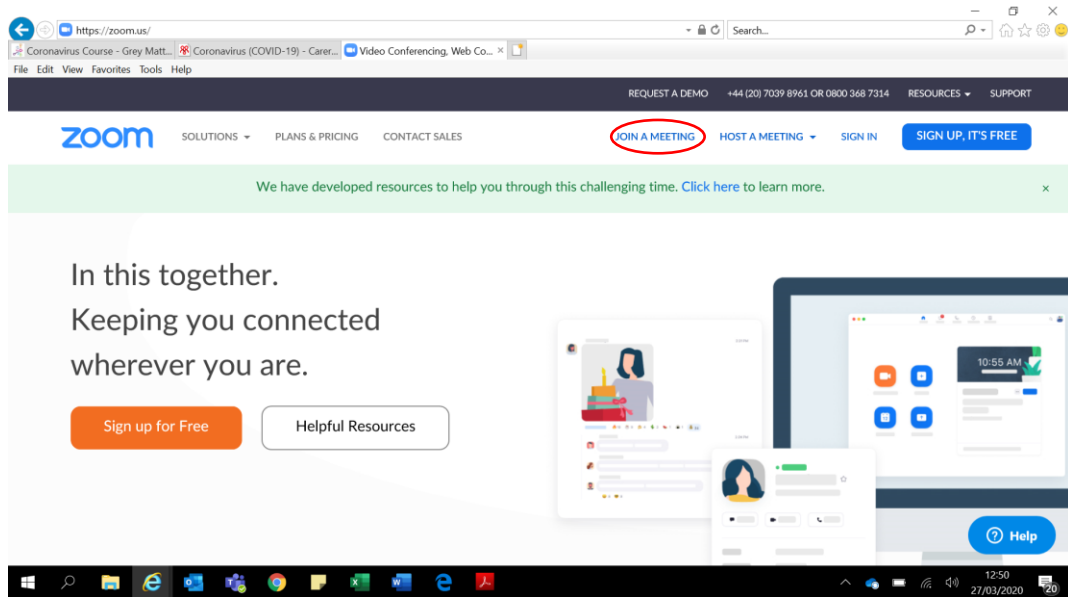 https://zoom.us/
Search...
Coronavirus Course - Grey Matt... Coronavirus (COVID-19) - Carer... Video Conferencing, Web Co...
File Edit View Favorites Tools Help
REQUEST A DEMO +44 (20) 7039 8961 OR 0800 368 7314 RESOURCES SUPPORT
zoom SOLUTIONS PLANS & PRICING CONTACT SALES JOIN A MEETING HOST A MEETING SIGN IN SIGN UP, IT'S FREE
We have developed resources to help you through this challenging time. Click here to learn more.
In this together.
Keeping you connected
wherever you are.
Sign up for Free Helpful Resources
10:55 AM
Help
12:50
27/03/2020
20